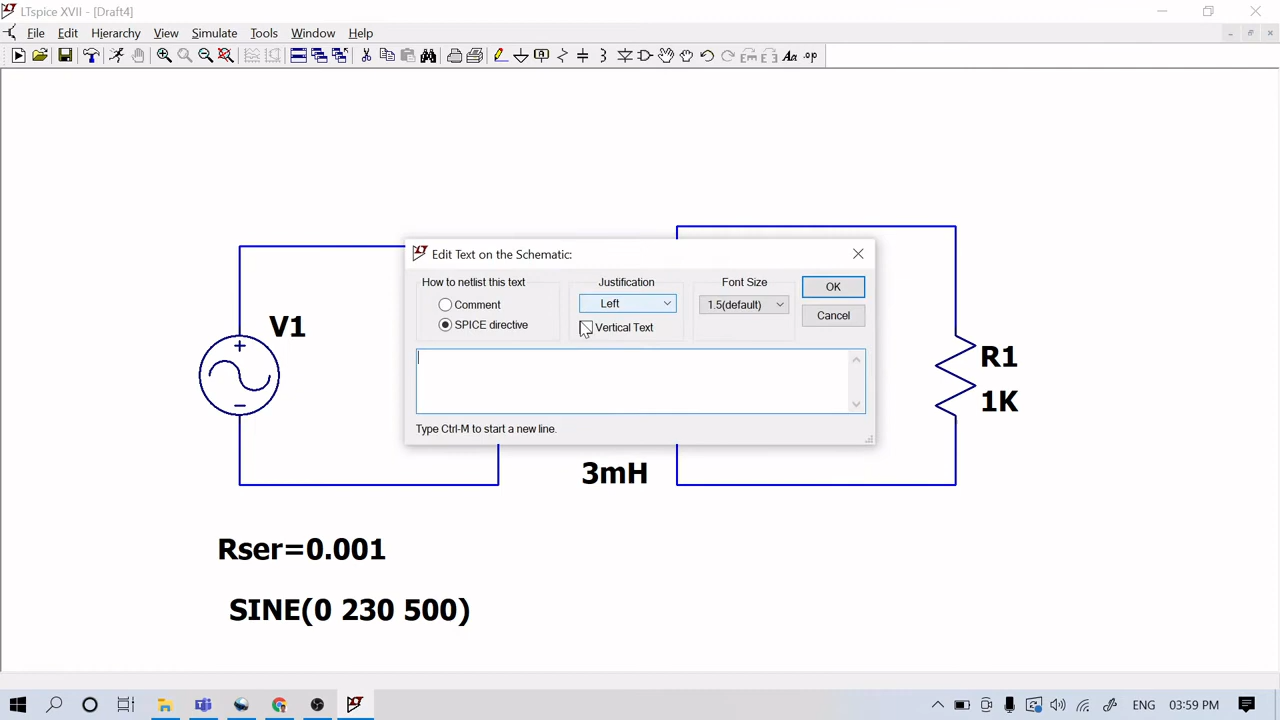 LTspice XVII - [Draft4]
File Edit Hierarchy View Simulate Tools Window Help
Aa .op
Edit Text on the Schematic:
How to netlist this text
Justification
Font Size
OK
Comment
Left
1.5(default)
Cancel
SPICE directive
Vertical Text
Type Ctrl-M to start a new line.
V1
+
−
R1
1K
3mH
Rser=0.001
SINE(0 230 500)
ENG 03:59 PM